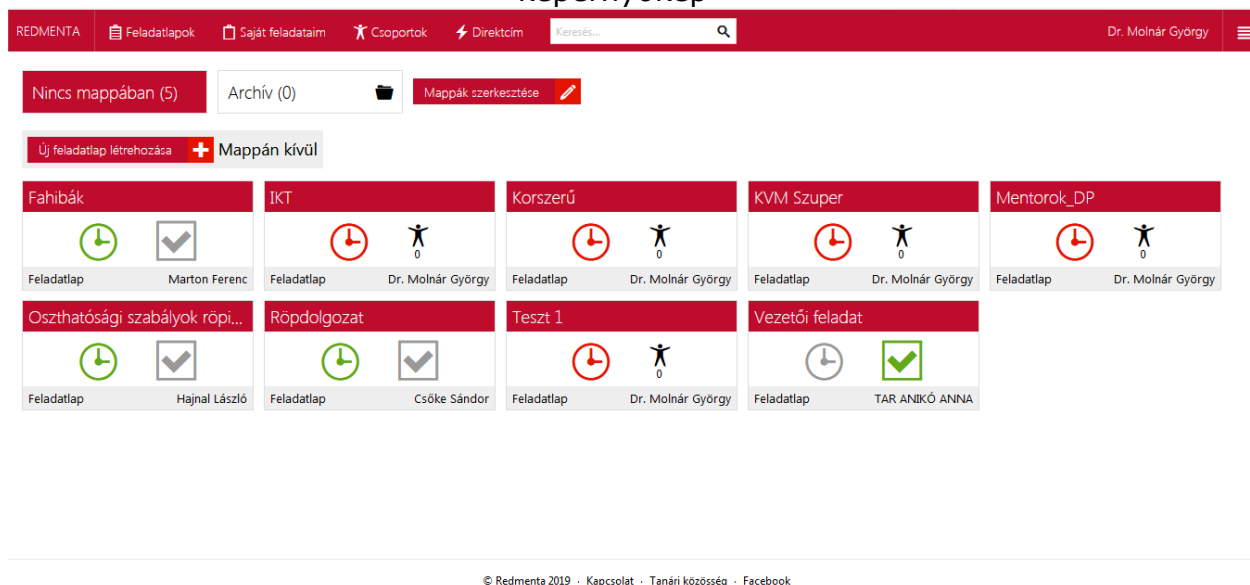 Képernyőkép
REDMENTA Feladatlapok Saját feladataim Csoportok Direktcím Keresés... Dr. Molnár György
Nincs mappában (5) Archív (0) Mappák szerkesztése
Új feladatlap létrehozása Mappán kívül
Fahibák IKT Korszerű KVM Szuper Mentorok_DP
0 0 0 0
Feladatlap Marton Ferenc Feladatlap Dr. Molnár György Feladatlap Dr. Molnár György Feladatlap Dr. Molnár György Feladatlap Dr. Molnár György
Oszthatósági szabályok röpi... Röpdolgozat Teszt 1 Vezetői feladat
0
Feladatlap Hajnal László Feladatlap Csőke Sándor Feladatlap Dr. Molnár György Feladatlap TAR ANIKÓ ANNA
© Redmenta 2019 · Kapcsolat · Tanári közösség · Facebook